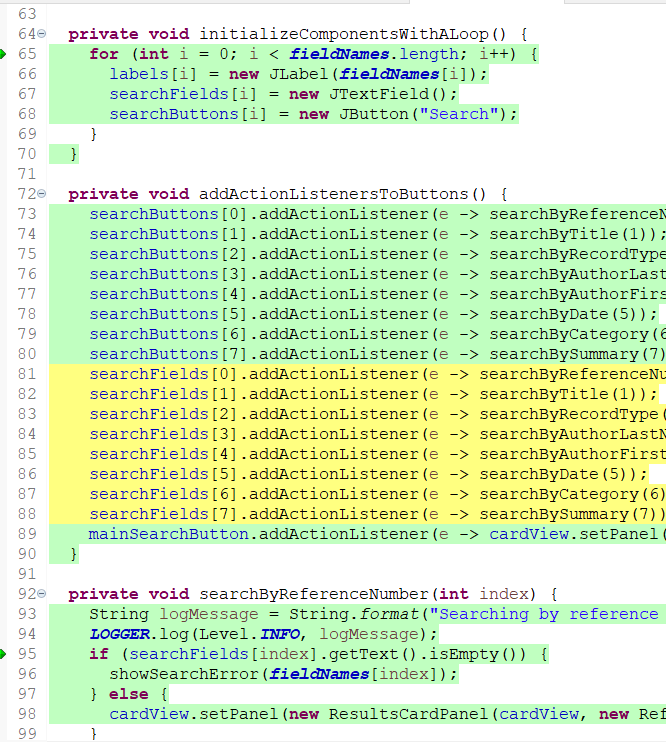 63
64 private void initializeComponentsWithALoop() {
65 for (int i = 0; i < fieldNames.length; i++) {
66 labels[i] = new JLabel(fieldNames[i]);
67 searchFields[i] = new JTextField();
68 searchButtons[i] = new JButton("Search");
69 }
70 }
71
72 private void addActionListenersToButtons() {
73 searchButtons[0].addActionListener(e -> searchByReferenceN
74 searchButtons[1].addActionListener(e -> searchByTitle(1));
75 searchButtons[2].addActionListener(e -> searchByRecordType
76 searchButtons[3].addActionListener(e -> searchByAuthorLast
77 searchButtons[4].addActionListener(e -> searchByAuthorFirs
78 searchButtons[5].addActionListener(e -> searchByDate(5));
79 searchButtons[6].addActionListener(e -> searchByCategory(6
80 searchButtons[7].addActionListener(e -> searchBySummary(7)
81 searchFields[0].addActionListener(e -> searchByReferenceNu
82 searchFields[1].addActionListener(e -> searchByTitle(1));
83 searchFields[2].addActionListener(e -> searchByRecordType(
84 searchFields[3].addActionListener(e -> searchByAuthorLastN
85 searchFields[4].addActionListener(e -> searchByAuthorFirst
86 searchFields[5].addActionListener(e -> searchByDate(5));
87 searchFields[6].addActionListener(e -> searchByCategory(6)
88 searchFields[7].addActionListener(e -> searchBySummary(7))
89 mainSearchButton.addActionListener(e -> cardView.setPanel(
90 }
91
92 private void searchByReferenceNumber(int index) {
93 String logMessage = String.format("Searching by reference
94 LOGGER.log(Level.INFO, logMessage);
95 if (searchFields[index].getText().isEmpty()) {
96 showSearchError(fieldNames[index]);
97 } else {
98 cardView.setPanel(new ResultsCardPanel(cardView, new Ref
99 }